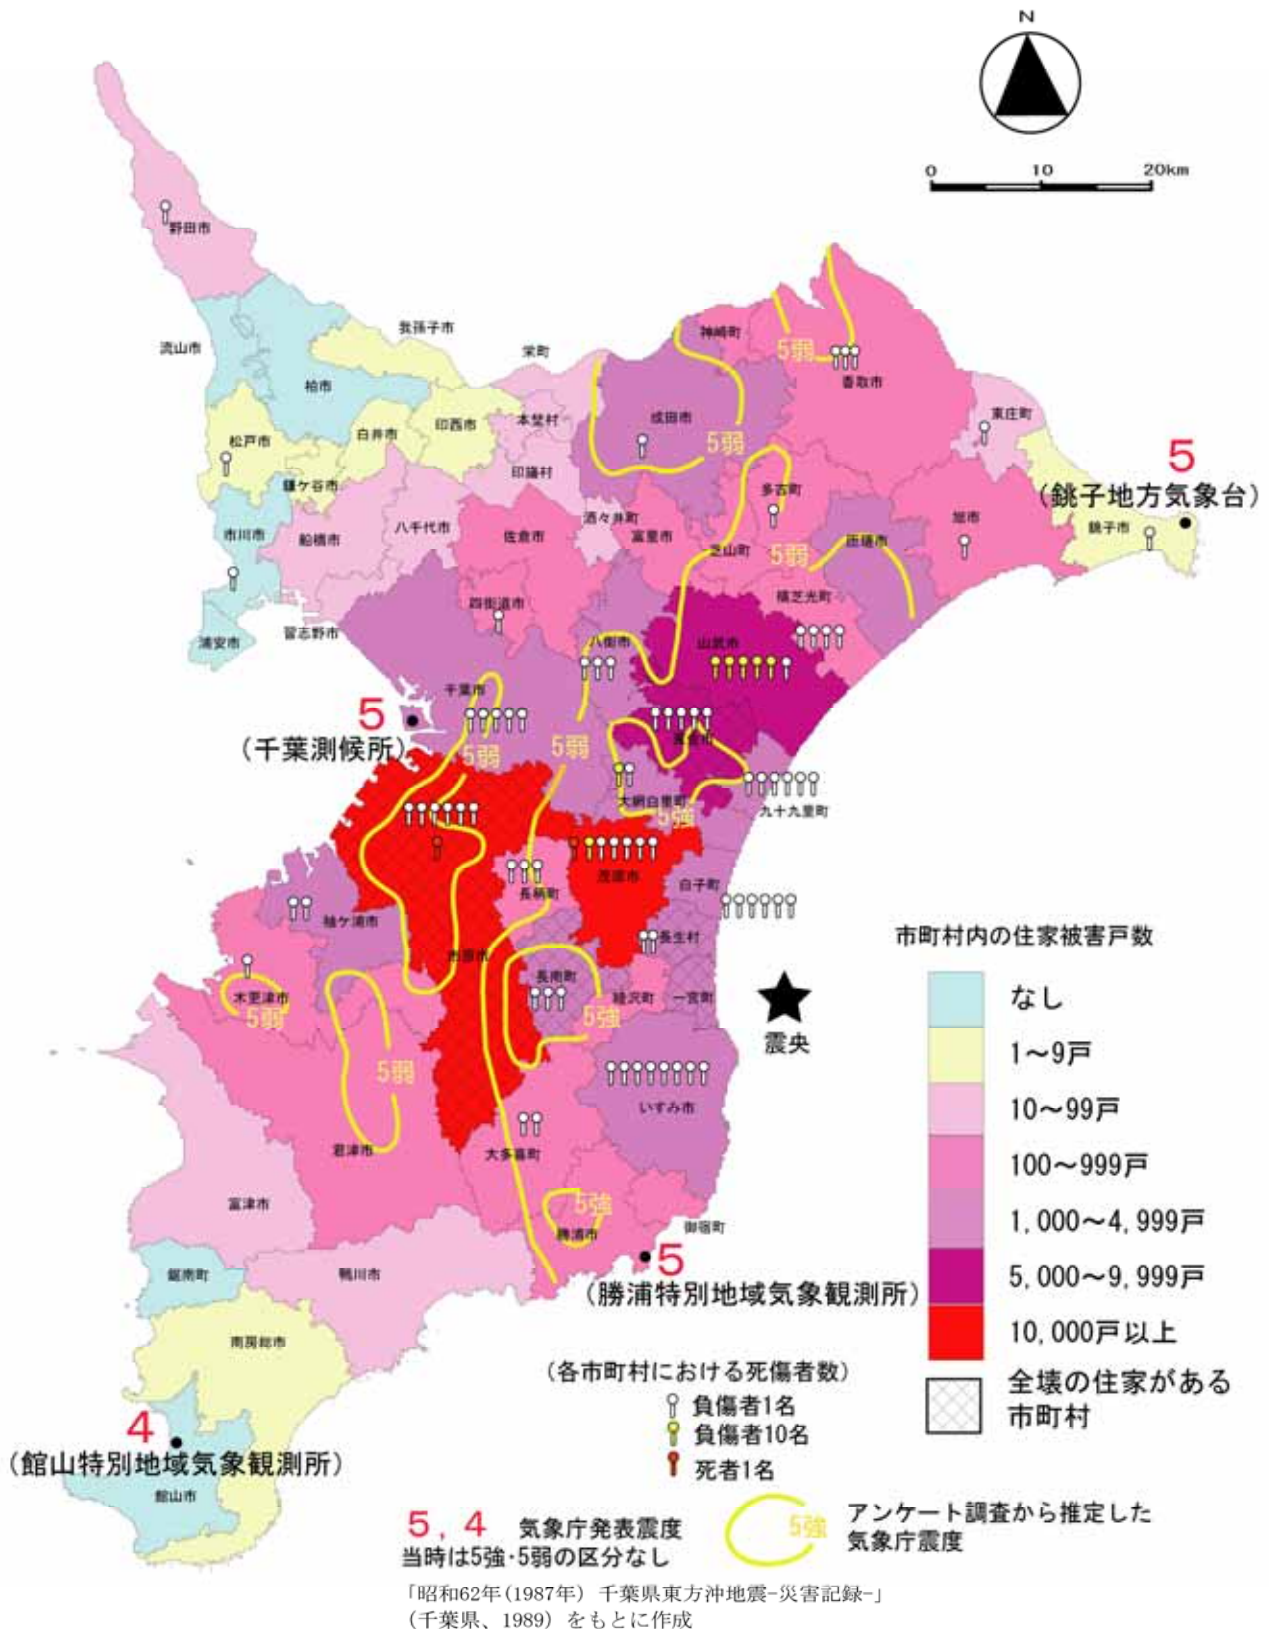 N
0 10 20km
野田市
我孫子市
流山市
栄町
神崎町
柏市
5弱
香取市
本埜村
成田市
東庄町
印西市
白井市
松戸市
5弱
5
印旛村
鎌ケ谷市
多古町
(銚子地方気象台)
市川市
八千代市
酒々井町
旭市
銚子市
船橋市
佐倉市
富里市
芝山町
5弱
匝瑳市
四街道市
横芝光町
習志野市
浦安市
八街市
山武市
千葉市
5
(千葉測候所)
5弱
5弱
東金市
大網白里町
九十九里町
5強
茂原市
白子町
長柄町
袖ケ浦市
長生村
市原市
長南町
木更津市
睦沢町
一宮町
5弱
5強
震央
5弱
いすみ市
君津市
大多喜町
富津市
5強
勝浦市
御宿町
5
鋸南町
鴨川市
(勝浦特別地域気象観測所)
南房総市
4
(館山特別地域気象観測所)
館山市
市町村内の住家被害戸数
なし
1〜9戸
10〜99戸
100〜999戸
1,000〜4,999戸
5,000〜9,999戸
10,000戸以上
全壊の住家がある
市町村
(各市町村における死傷者数)
負傷者1名
負傷者10名
死者1名
5,4 気象庁発表震度
当時は5強・5弱の区分なし
5強
アンケート調査から推定した
気象庁震度
「昭和62年(1987年) 千葉県東方沖地震-災害記録-」
(千葉県、1989) をもとに作成